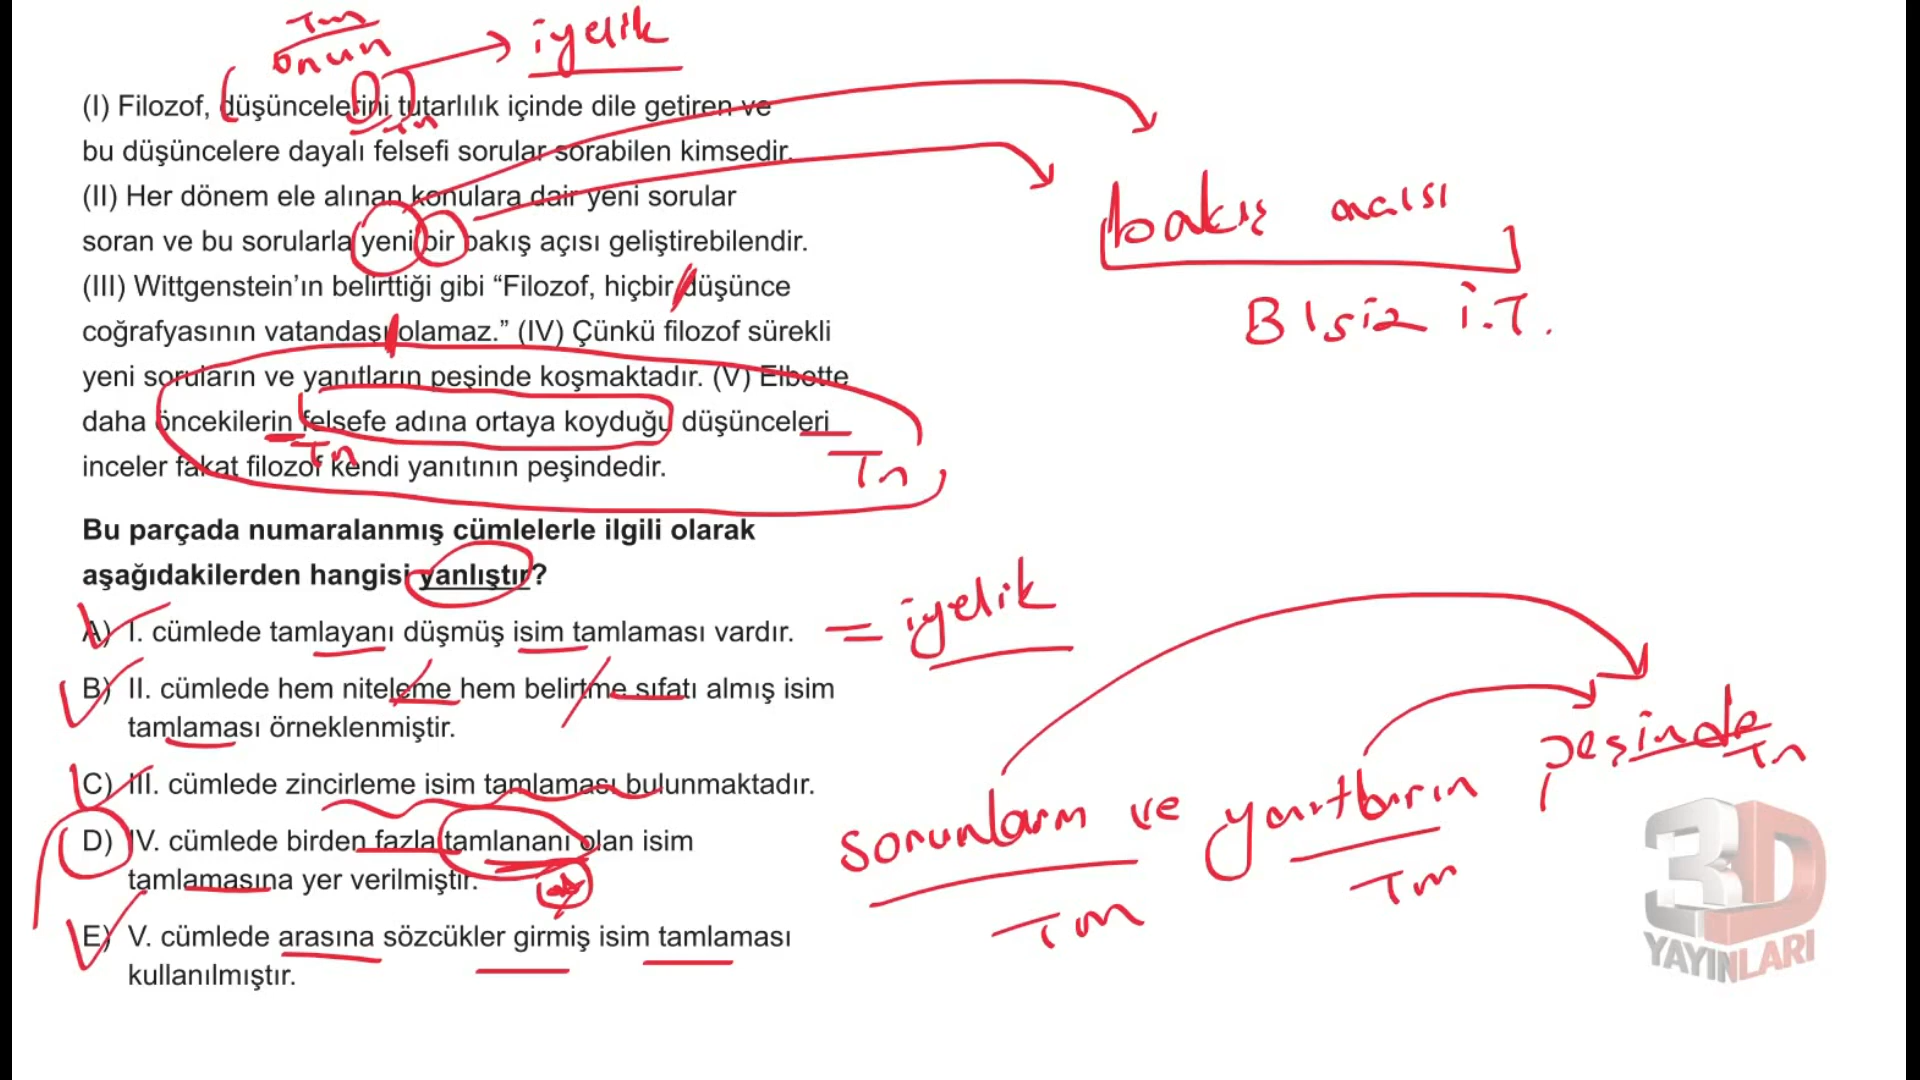 Tm
onun
iyelik
(I) Filozof, düşüncelerini tutarlılık içinde dile getiren ve
Tn
bu düşüncelere dayalı felsefi sorular sorabilen kimsedir.
(II) Her dönem ele alınan konulara dair yeni sorular
soran ve bu sorularla yeni bir bakış açısı geliştirebilendir.
bakış açısı
(III) Wittgenstein’ın belirttiği gibi “Filozof, hiçbir düşünce
B1siz i.T.
coğrafyasının vatandaşı olamaz.” (IV) Çünkü filozof sürekli
yeni soruların ve yanıtların peşinde koşmaktadır. (V) Elbette
daha öncekilerin felsefe adına ortaya koyduğu düşünceleri
Tn
Tn
inceler fakat filozof kendi yanıtının peşindedir.
Bu parçada numaralanmış cümlelerle ilgili olarak
aşağıdakilerden hangisi yanlıştır?
A) I. cümlede tamlayanı düşmüş isim tamlaması vardır.
= iyelik
B) II. cümlede hem niteleme hem belirtme sıfatı almış isim
tamlaması örneklenmiştir.
C) III. cümlede zincirleme isim tamlaması bulunmaktadır.
D) IV. cümlede birden fazla tamlananı olan isim
tamlamasına yer verilmiştir.
E) V. cümlede arasına sözcükler girmiş isim tamlaması
kullanılmıştır.
soruların ve yanıtların peşinde
Tn
Tm
Tm
3D
YAYINLARI